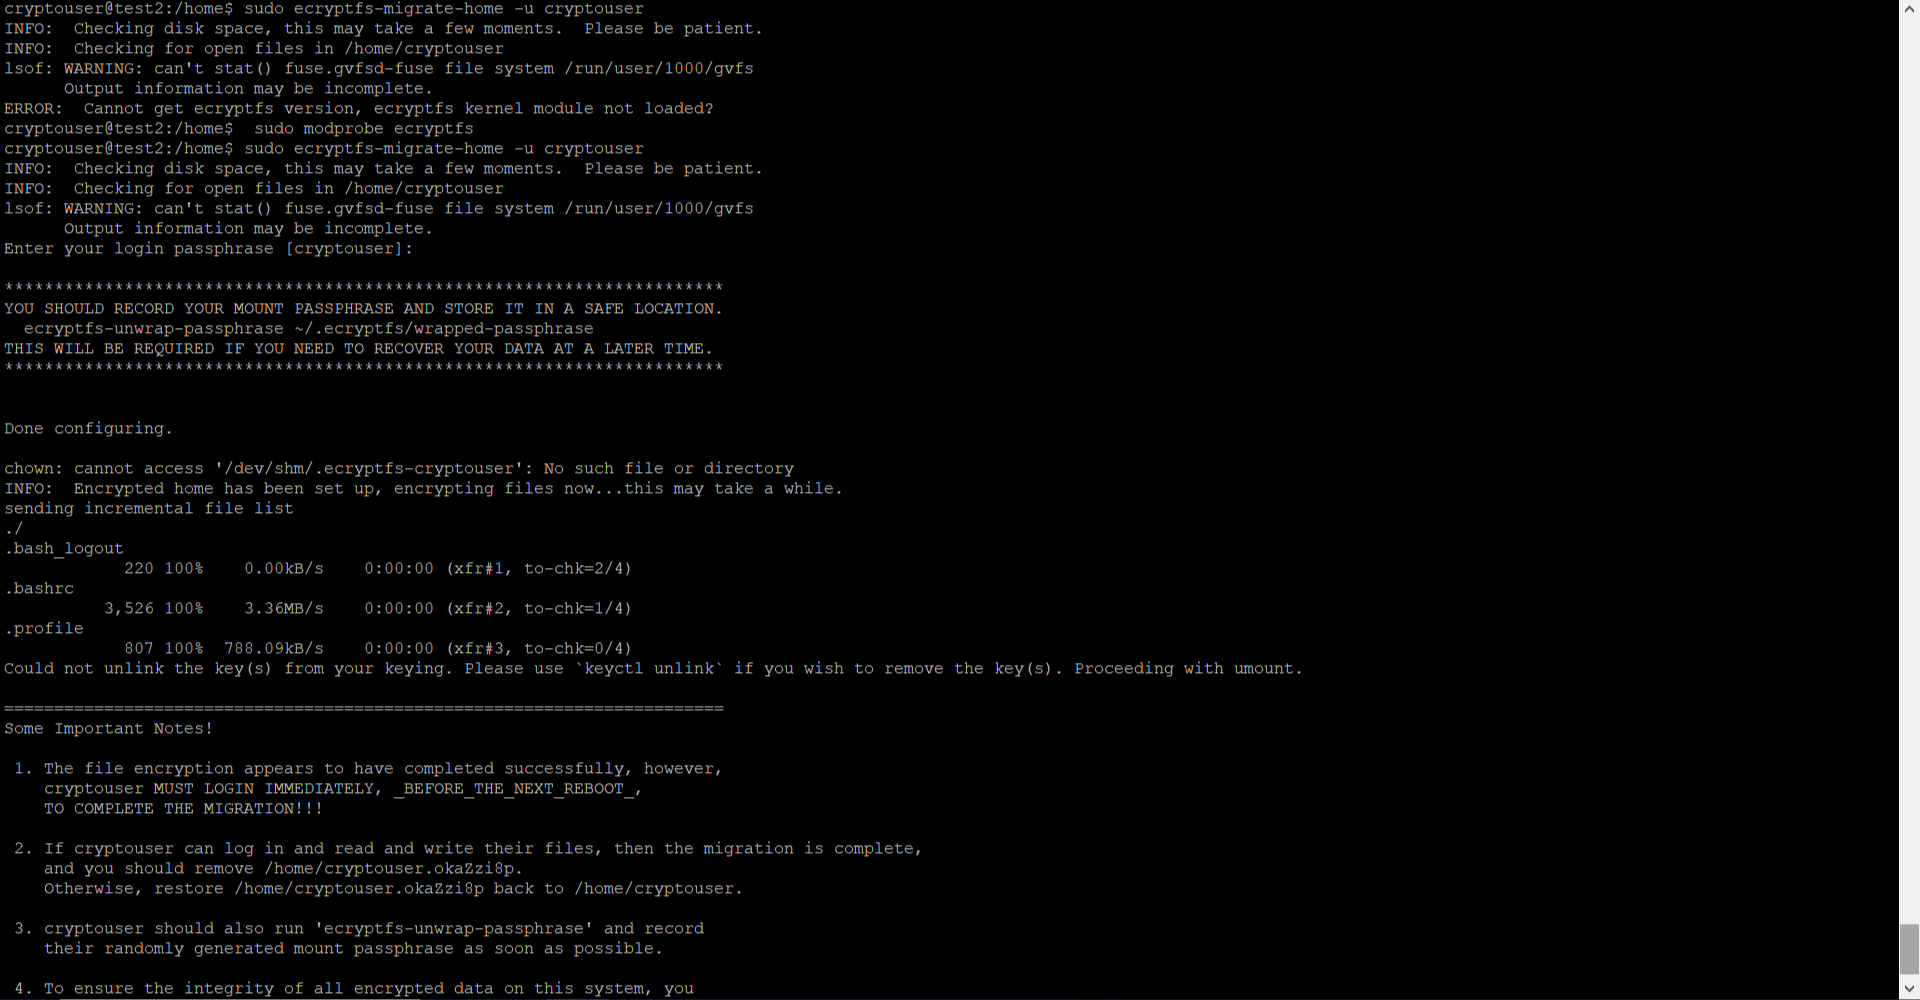 cryptouser@test2:/home$ sudo ecryptfs-migrate-home -u cryptouser
INFO:  Checking disk space, this may take a few moments.  Please be patient.
INFO:  Checking for open files in /home/cryptouser
lsof: WARNING: can't stat() fuse.gvfsd-fuse file system /run/user/1000/gvfs
      Output information may be incomplete.
ERROR:  Cannot get ecryptfs version, ecryptfs kernel module not loaded?
cryptouser@test2:/home$  sudo modprobe ecryptfs
cryptouser@test2:/home$ sudo ecryptfs-migrate-home -u cryptouser
INFO:  Checking disk space, this may take a few moments.  Please be patient.
INFO:  Checking for open files in /home/cryptouser
lsof: WARNING: can't stat() fuse.gvfsd-fuse file system /run/user/1000/gvfs
      Output information may be incomplete.
Enter your login passphrase [cryptouser]:
************************************************************************
YOU SHOULD RECORD YOUR MOUNT PASSPHRASE AND STORE IT IN A SAFE LOCATION.
  ecryptfs-unwrap-passphrase ~/.ecryptfs/wrapped-passphrase
THIS WILL BE REQUIRED IF YOU NEED TO RECOVER YOUR DATA AT A LATER TIME.
************************************************************************
Done configuring.
chown: cannot access '/dev/shm/.ecryptfs-cryptouser': No such file or directory
INFO:  Encrypted home has been set up, encrypting files now...this may take a while.
sending incremental file list
./
.bash_logout
            220 100%    0.00kB/s    0:00:00 (xfr#1, to-chk=2/4)
.bashrc
          3,526 100%    3.36MB/s    0:00:00 (xfr#2, to-chk=1/4)
.profile
            807 100%  788.09kB/s    0:00:00 (xfr#3, to-chk=0/4)
Could not unlink the key(s) from your keying. Please use `keyctl unlink` if you wish to remove the key(s). Proceeding with umount.
========================================================================
Some Important Notes!
 1. The file encryption appears to have completed successfully, however,
    cryptouser MUST LOGIN IMMEDIATELY, _BEFORE_THE_NEXT_REBOOT_,
    TO COMPLETE THE MIGRATION!!!
 2. If cryptouser can log in and read and write their files, then the migration is complete,
    and you should remove /home/cryptouser.okaZzi8p.
    Otherwise, restore /home/cryptouser.okaZzi8p back to /home/cryptouser.
 3. cryptouser should also run 'ecryptfs-unwrap-passphrase' and record
    their randomly generated mount passphrase as soon as possible.
 4. To ensure the integrity of all encrypted data on this system, you